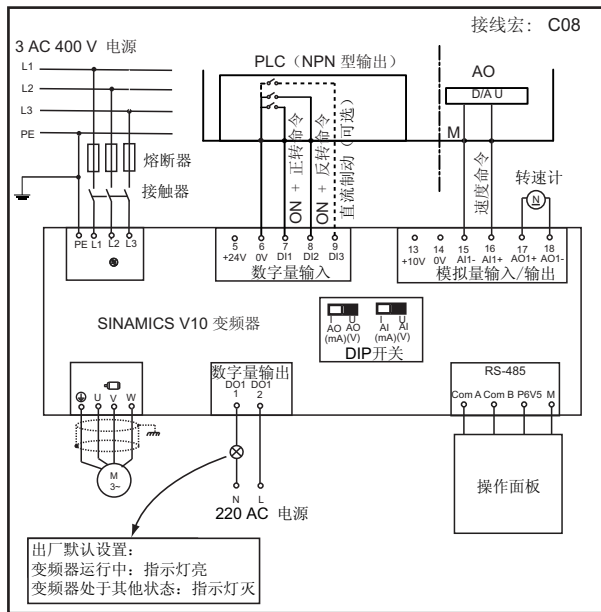 接线宏： C08
3 AC 400 V 电源
PLC（NPN 型输出）
AO
D/A U
L1
L2
L3
PE
M
熔断器
接触器
ON + 正转命令
ON + 反转命令
直流制动（可选）
速度命令
转速计
N
PE L1 L2 L3
5 6 7 8 9
+24V 0V DI1 DI2 DI3
数字量输入
13 14 15 16 17 18
+10V 0V AI1- AI1+ AO1+ AO1-
模拟量输入/输出
SINAMICS V10 变频器
I U I U
AO AO AI AI
(mA)(V) (mA)(V)
DIP开关
U V W
数字量输出
DO1 DO1
1 2
RS-485
Com A Com B P6V5 M
M
3~
操作面板
N L
220 AC 电源
出厂默认设置：
变频器运行中：指示灯亮
变频器处于其他状态：指示灯灭